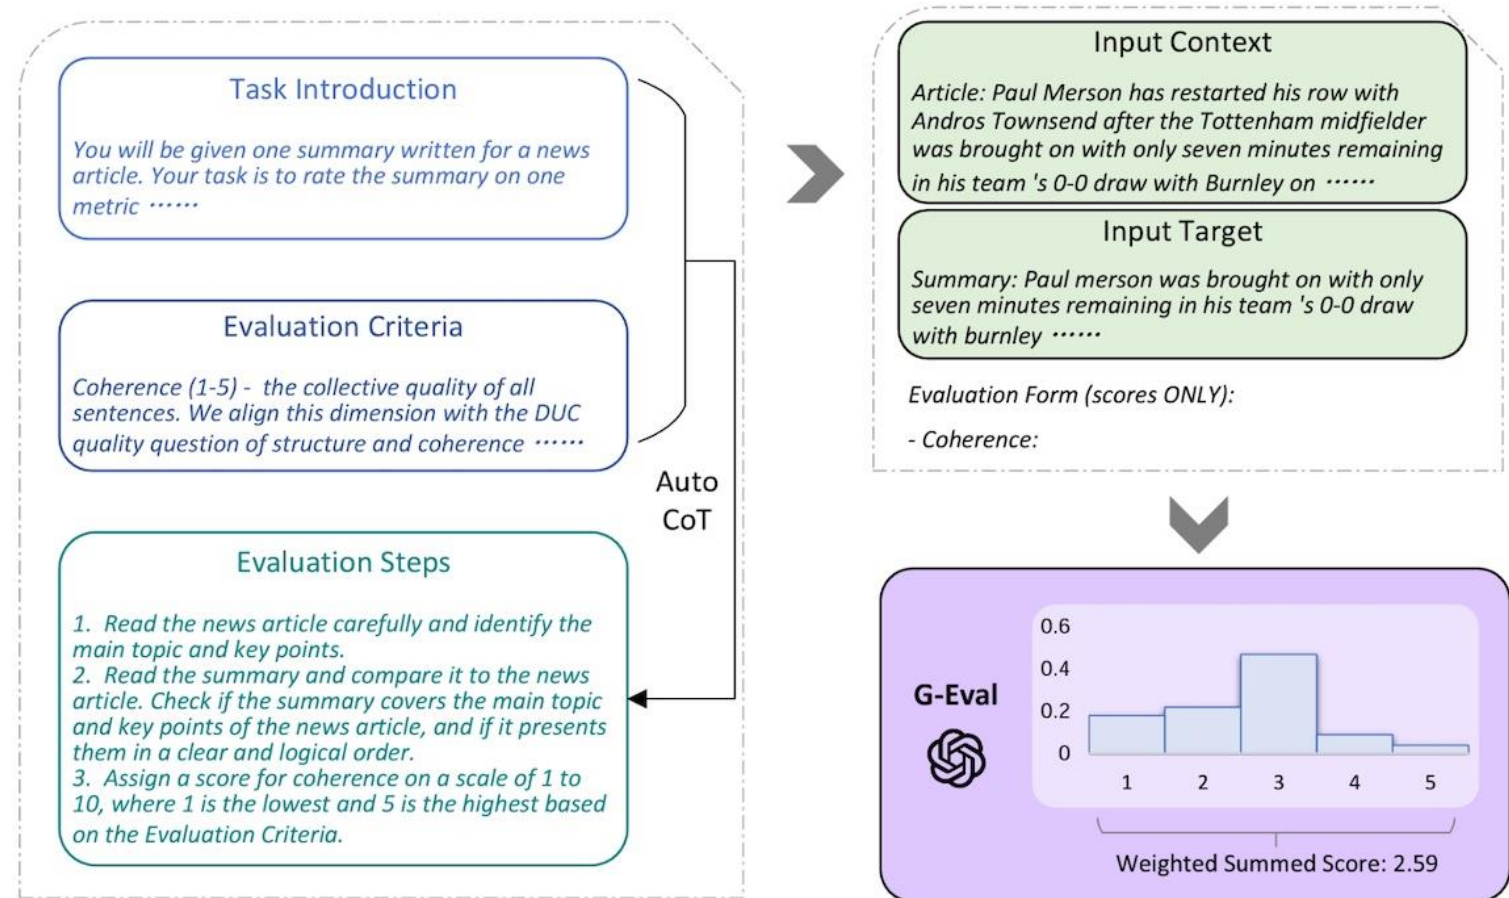 Task Introduction
You will be given one summary written for a news
article. Your task is to rate the summary on one
metric ······
Evaluation Criteria
Coherence (1-5) - the collective quality of all
sentences. We align this dimension with the DUC
quality question of structure and coherence ······
Auto
CoT
Evaluation Steps
1. Read the news article carefully and identify the
main topic and key points.
2. Read the summary and compare it to the news
article. Check if the summary covers the main topic
and key points of the news article, and if it presents
them in a clear and logical order.
3. Assign a score for coherence on a scale of 1 to
10, where 1 is the lowest and 5 is the highest based
on the Evaluation Criteria.
Input Context
Article: Paul Merson has restarted his row with
Andros Townsend after the Tottenham midfielder
was brought on with only seven minutes remaining
in his team 's 0-0 draw with Burnley on ······
Input Target
Summary: Paul merson was brought on with only
seven minutes remaining in his team 's 0-0 draw
with burnley ······
Evaluation Form (scores ONLY):
- Coherence:
G-Eval
0.6
0.4
0.2
0
1 2 3 4 5
Weighted Summed Score: 2.59